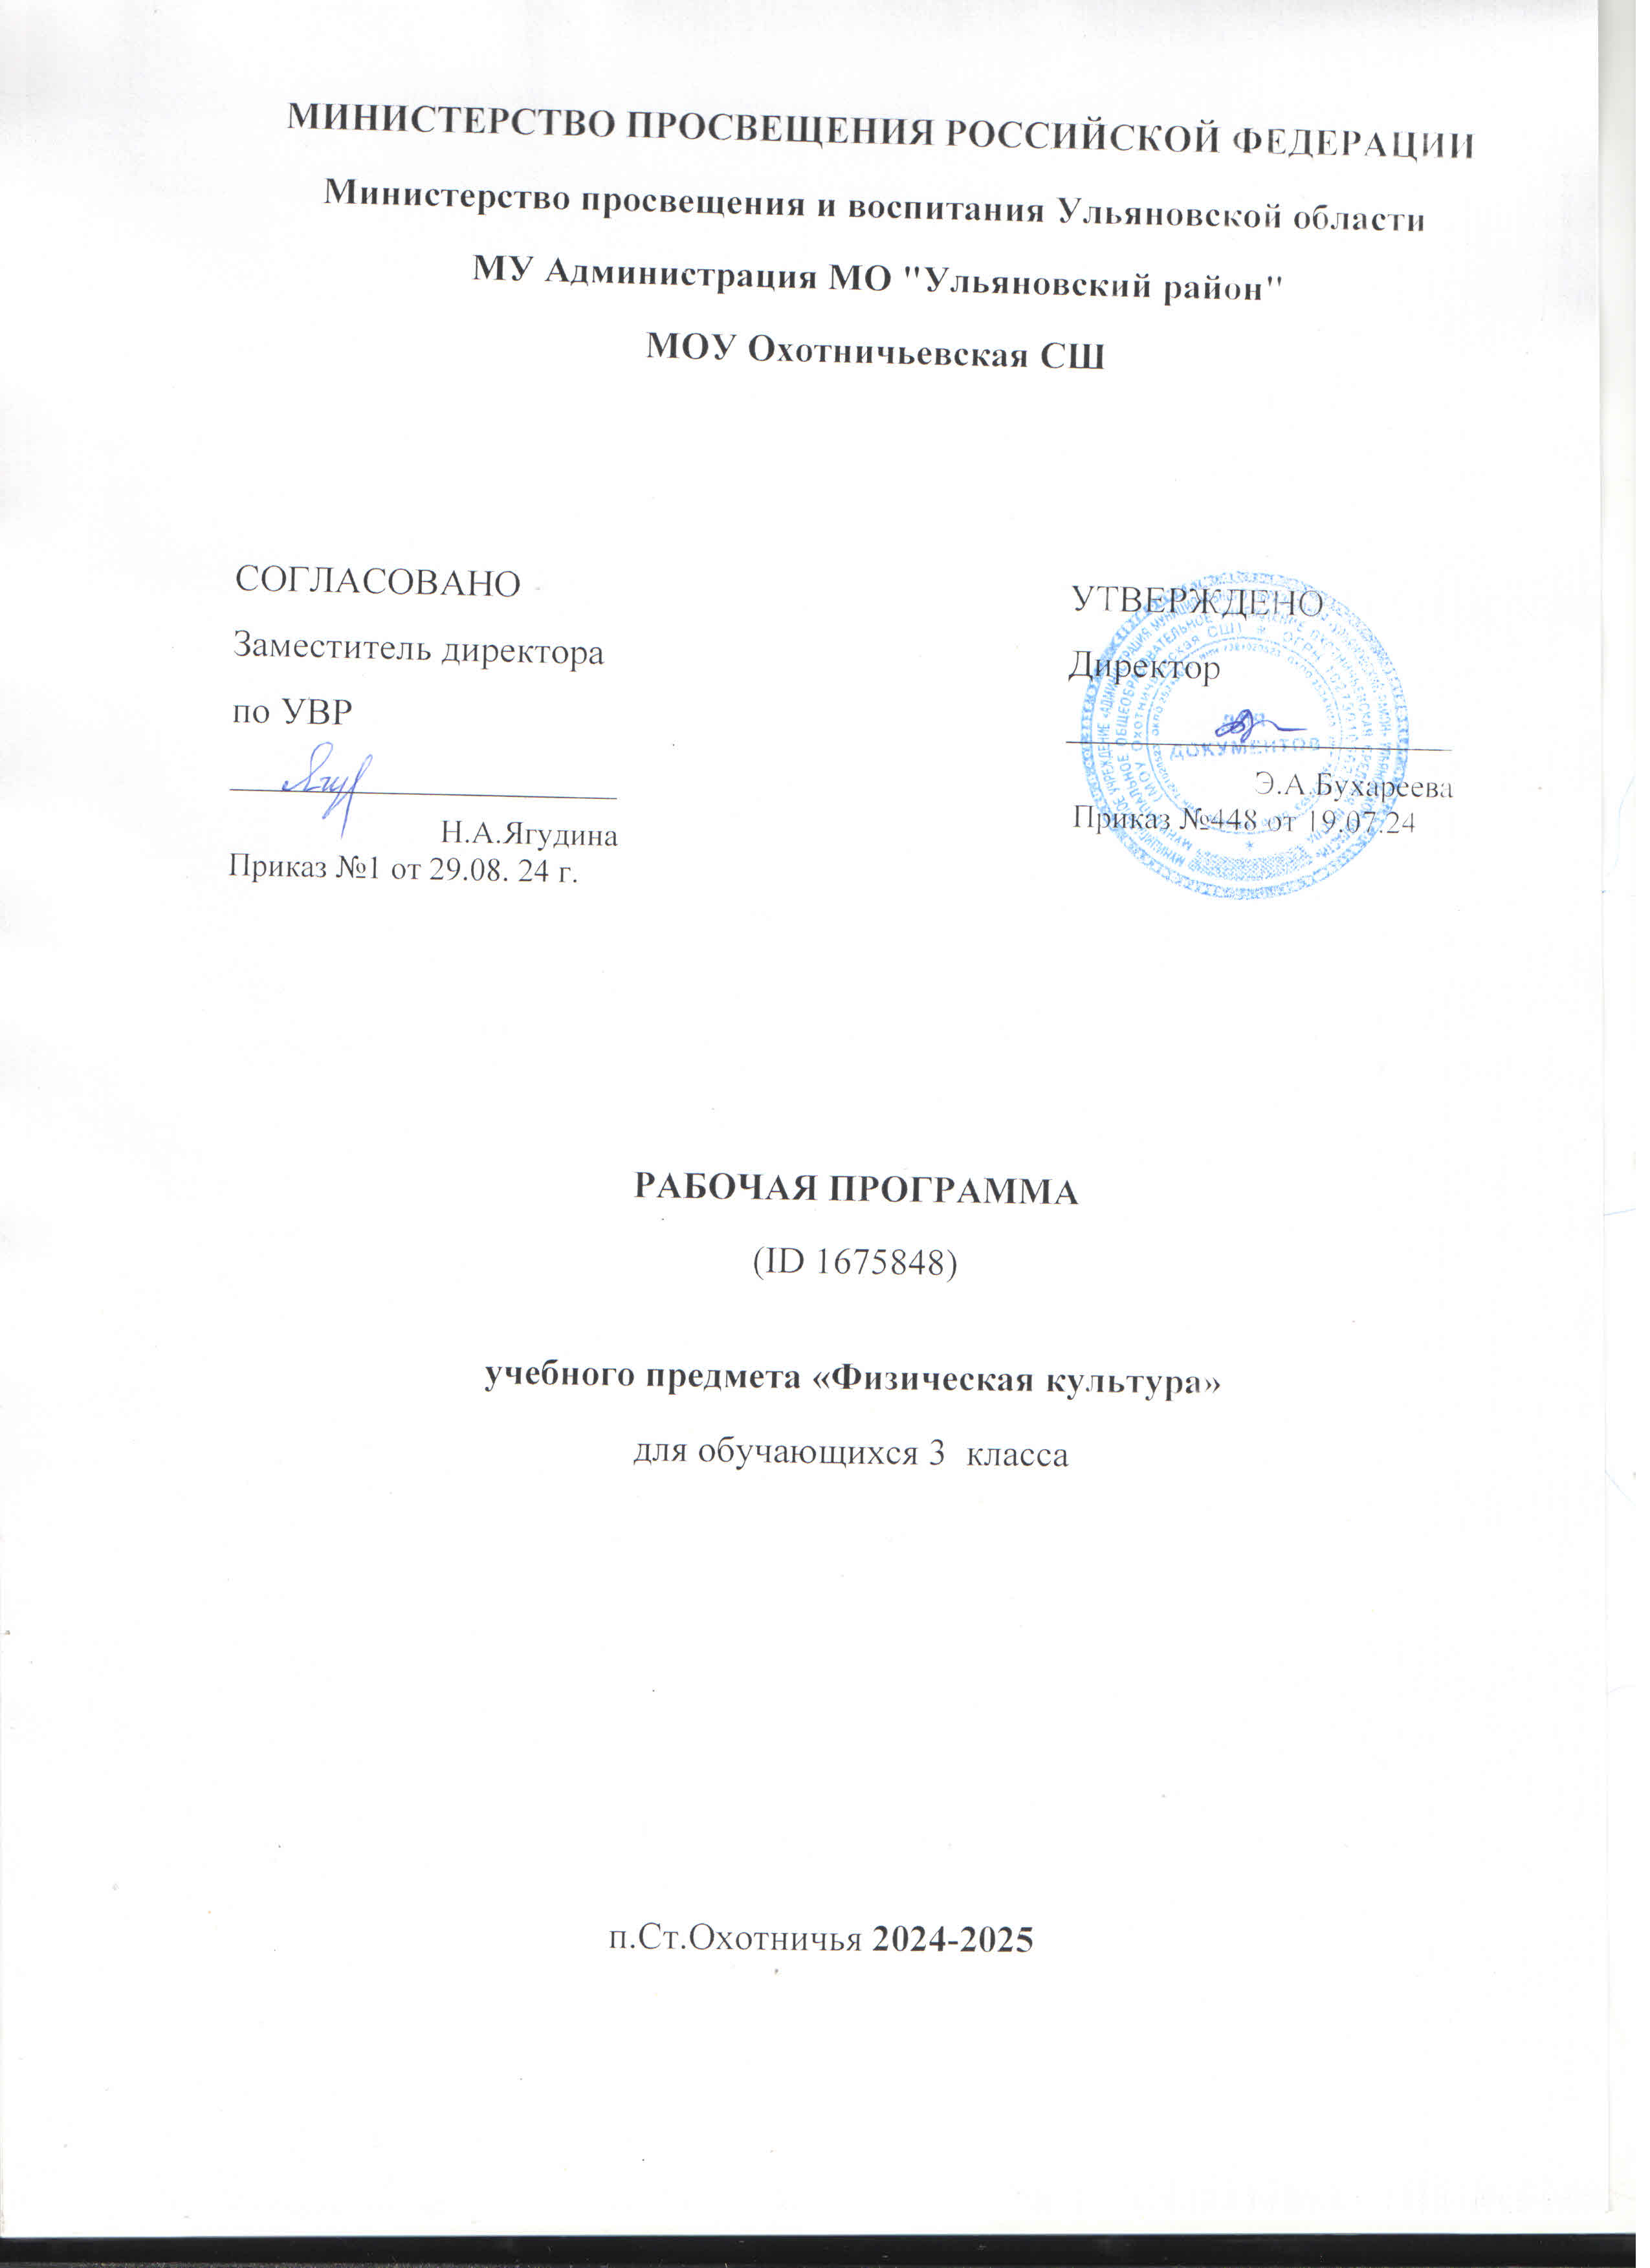 МИНИСТЕРСТВО ПРОСВЕЩЕНИЯ РОССИЙСКОЙ ФЕДЕРАЦИИ
Министерство просвещения и воспитания Ульяновской области
МУ Администрация МО "Ульяновский район"
МОУ Охотничьевская СШ
СОГЛАСОВАНО
Заместитель директора
по УВР
Н.А.Ягудина
Приказ №1 от 29.08. 24 г.
УТВЕРЖДЕНО
Директор
ДОКУМЕНТОВ
Э.А.Бухареева
Приказ №448 от 19.07.24
РАБОЧАЯ ПРОГРАММА
(ID 1675848)
учебного предмета «Физическая культура»
для обучающихся 3 класса
п.Ст.Охотничья 2024-2025